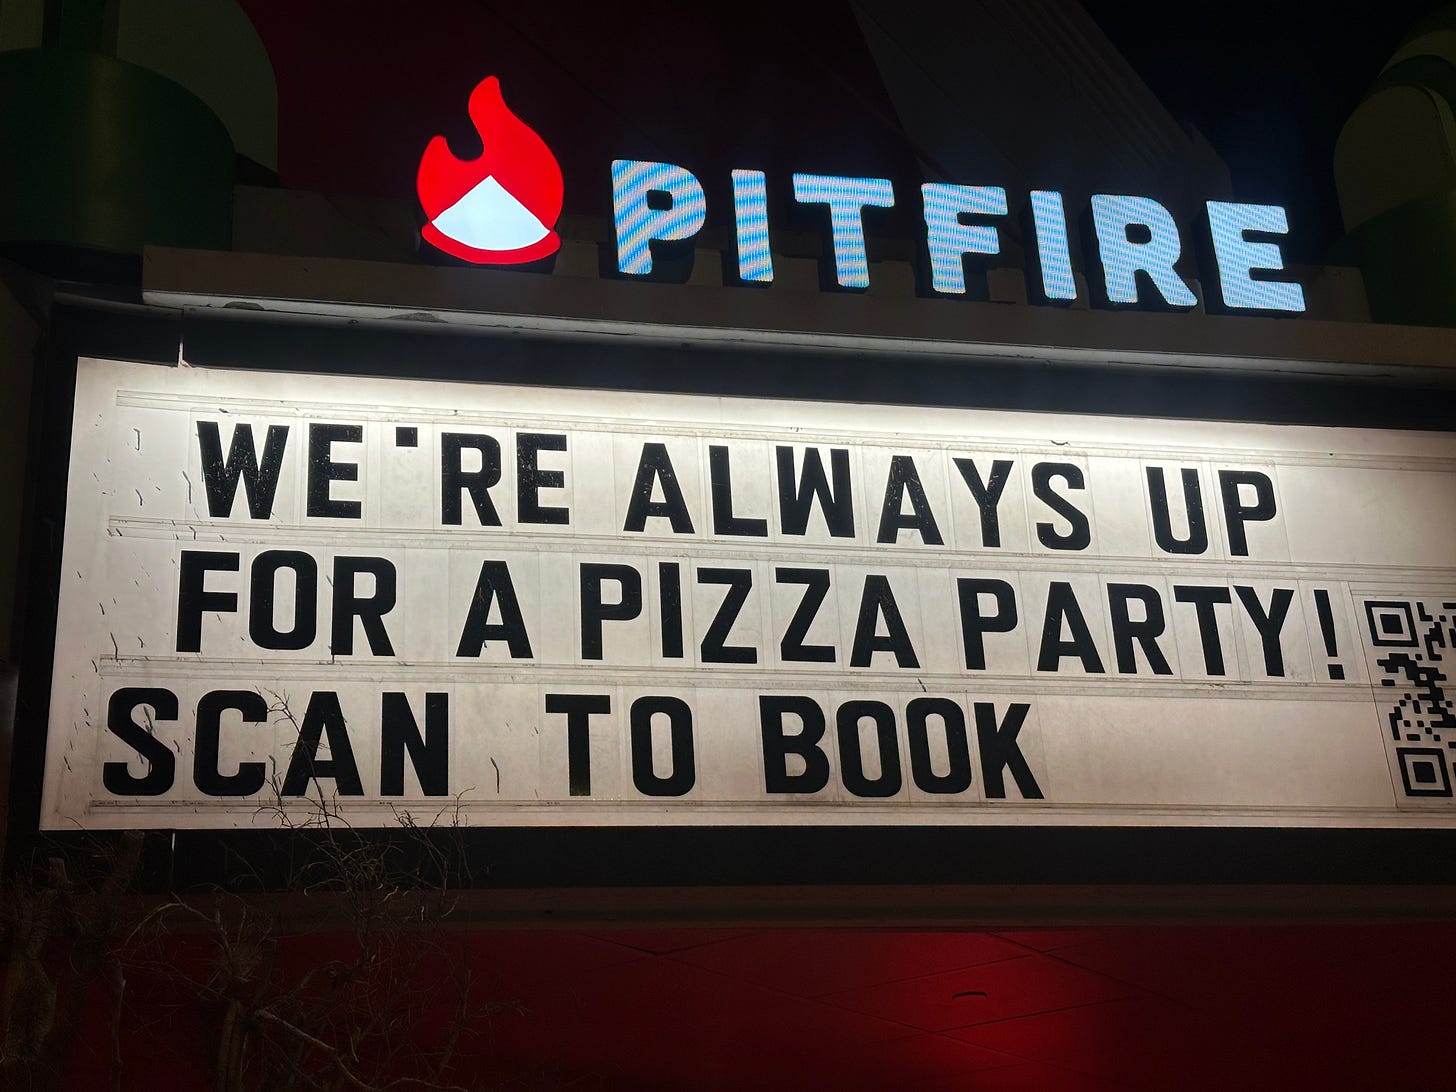 PITFIRE
WE'RE ALWAYS UP
FOR A PIZZA PARTY!
SCAN TO BOOK